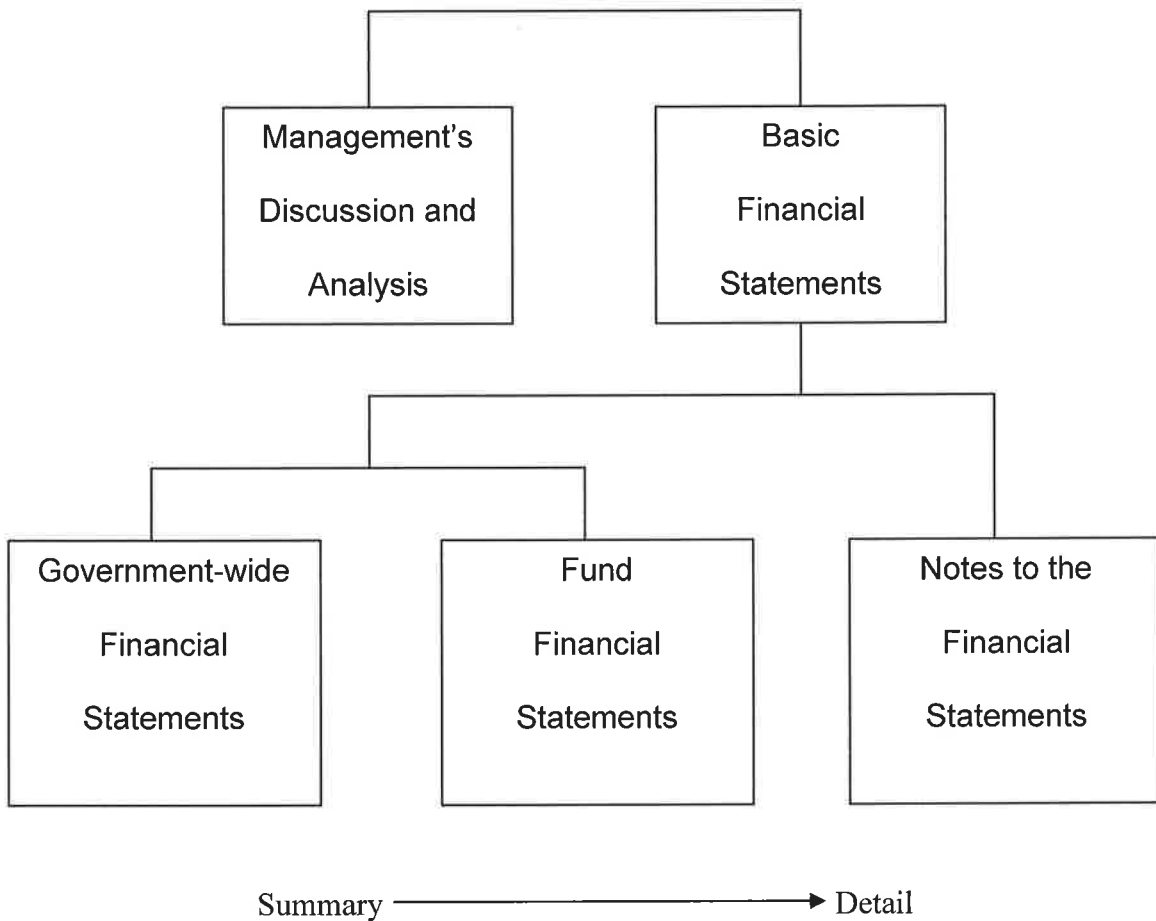 Management's
Discussion and
Analysis
Basic
Financial
Statements
Government-wide
Financial
Statements
Fund
Financial
Statements
Notes to the
Financial
Statements
Summary
Detail